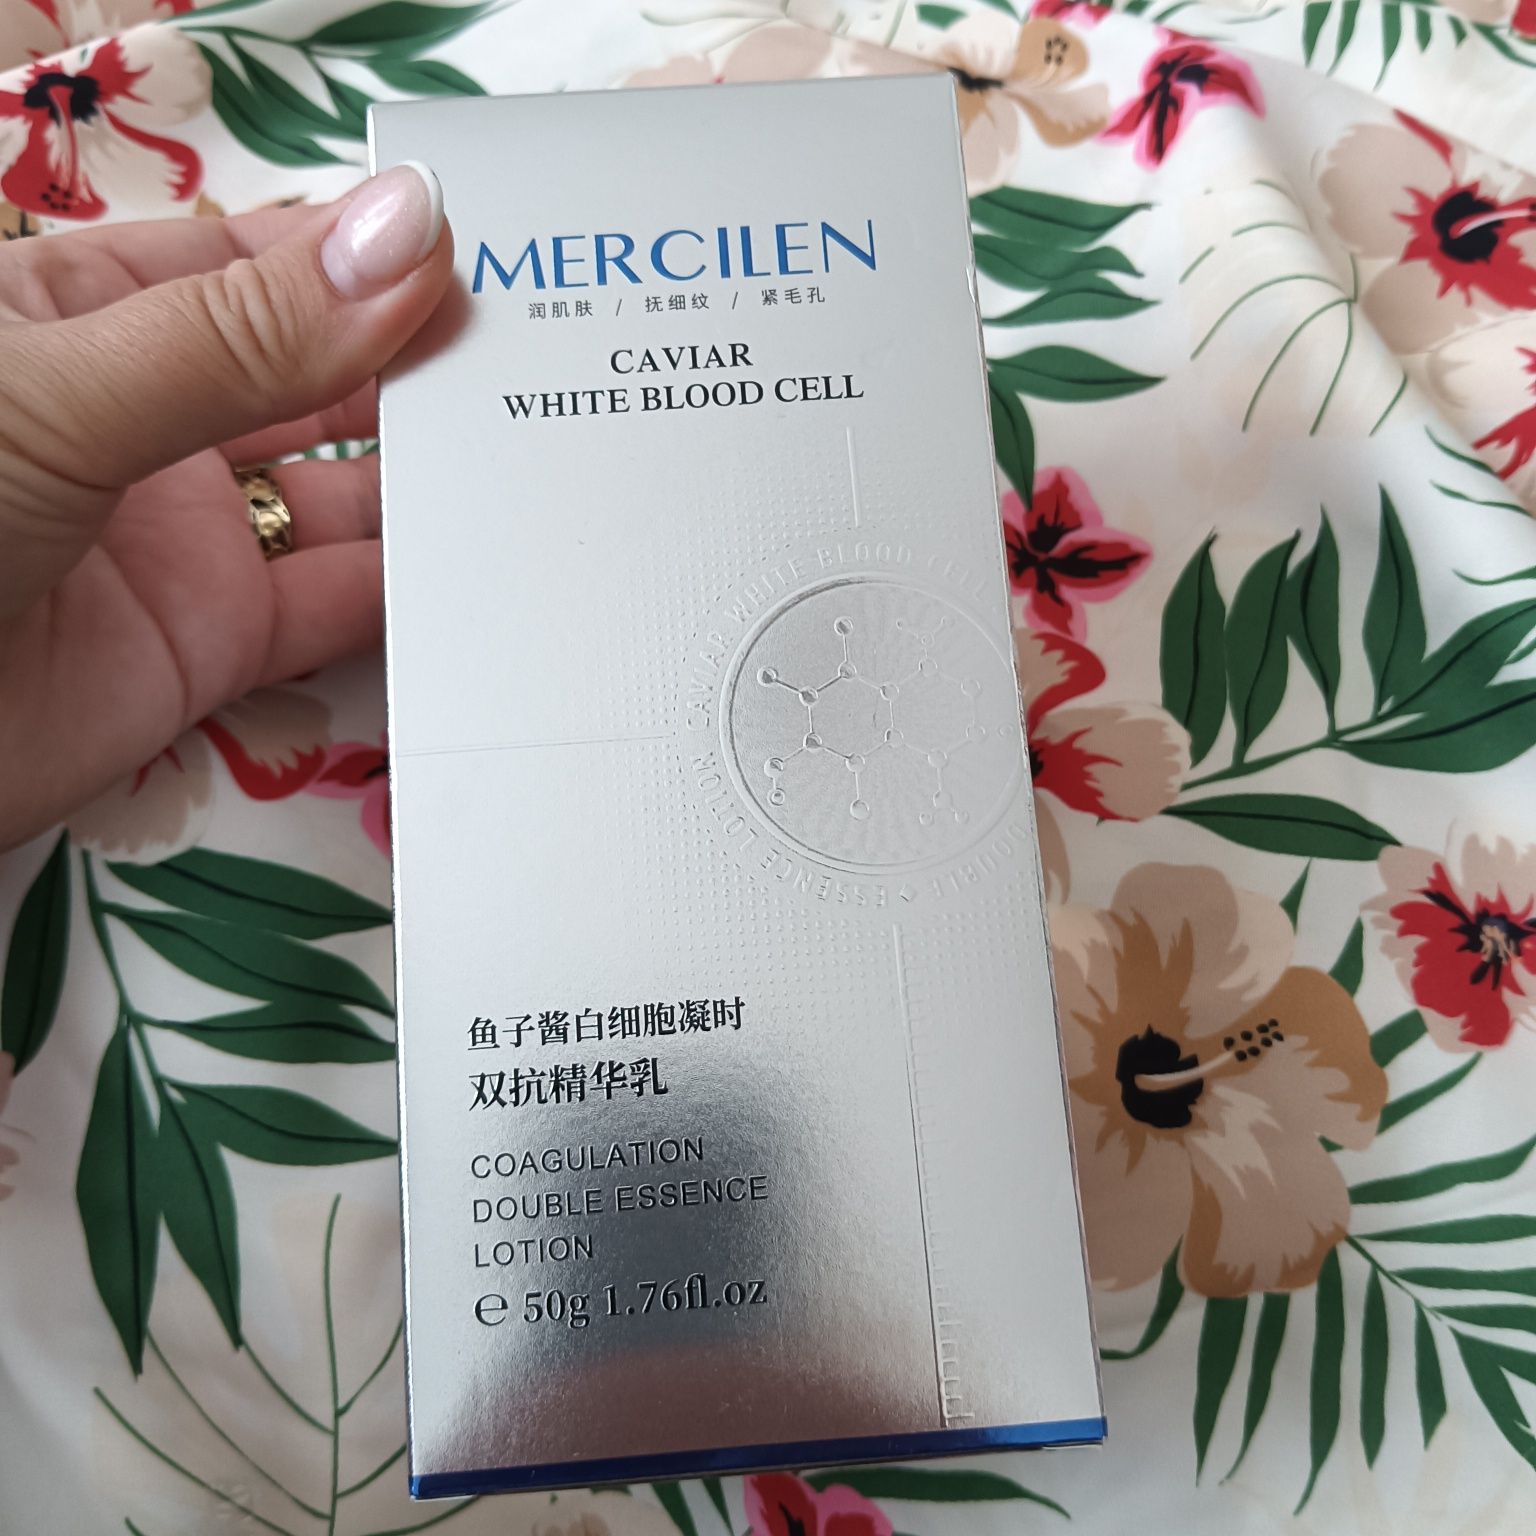 MERCILEN
润肌肤 / 抚细纹 / 紧毛孔
CAVIAR
WHITE BLOOD CELL
CAVIAR WHITE BLOOD CELL
DOUBLE ESSENCE LOTION
鱼子酱白细胞凝时
双抗精华乳
COAGULATION
DOUBLE ESSENCE
LOTION
℮ 50g 1.76fl.oz